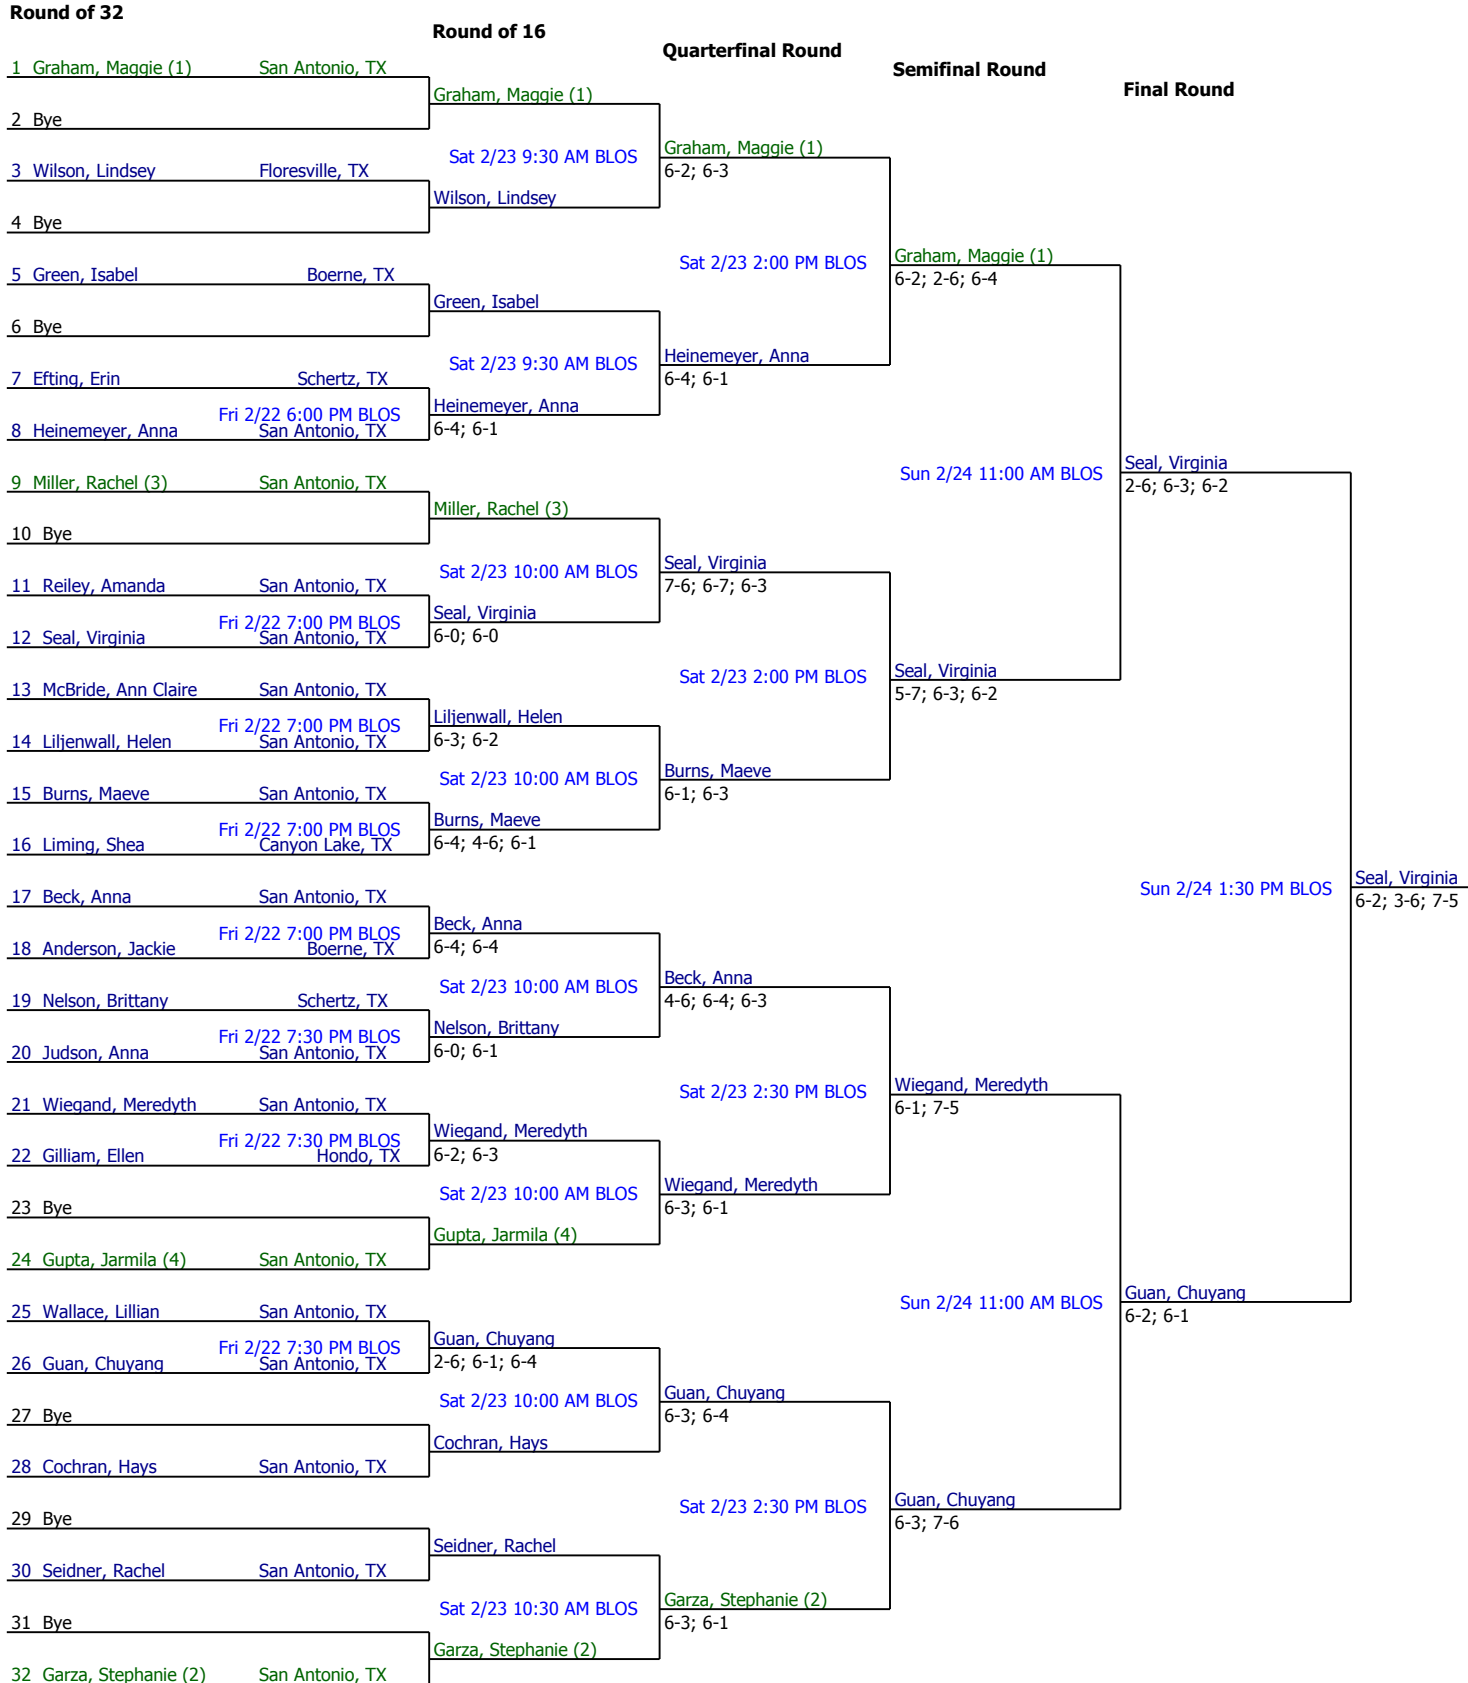 Round of 32
Round of 16
Quarterfinal Round
Semifinal Round
Final Round
1 Graham, Maggie (1) San Antonio, TX
2 Bye
3 Wilson, Lindsey Floresville, TX
4 Bye
5 Green, Isabel Boerne, TX
6 Bye
7 Efting, Erin Schertz, TX
Fri 2/22 6:00 PM BLOS
8 Heinemeyer, Anna San Antonio, TX
9 Miller, Rachel (3) San Antonio, TX
10 Bye
11 Reiley, Amanda San Antonio, TX
Fri 2/22 7:00 PM BLOS
12 Seal, Virginia San Antonio, TX
13 McBride, Ann Claire San Antonio, TX
Fri 2/22 7:00 PM BLOS
14 Liljenwall, Helen San Antonio, TX
15 Burns, Maeve San Antonio, TX
Fri 2/22 7:00 PM BLOS
16 Liming, Shea Canyon Lake, TX
17 Beck, Anna San Antonio, TX
Fri 2/22 7:00 PM BLOS
18 Anderson, Jackie Boerne, TX
19 Nelson, Brittany Schertz, TX
Fri 2/22 7:30 PM BLOS
20 Judson, Anna San Antonio, TX
21 Wiegand, Meredyth San Antonio, TX
Fri 2/22 7:30 PM BLOS
22 Gilliam, Ellen Hondo, TX
23 Bye
24 Gupta, Jarmila (4) San Antonio, TX
25 Wallace, Lillian San Antonio, TX
Fri 2/22 7:30 PM BLOS
26 Guan, Chuyang San Antonio, TX
27 Bye
28 Cochran, Hays San Antonio, TX
29 Bye
30 Seidner, Rachel San Antonio, TX
31 Bye
32 Garza, Stephanie (2) San Antonio, TX
Graham, Maggie (1)
Sat 2/23 9:30 AM BLOS
Wilson, Lindsey
Green, Isabel
Sat 2/23 9:30 AM BLOS
Heinemeyer, Anna
6-4; 6-1
Miller, Rachel (3)
Sat 2/23 10:00 AM BLOS
Seal, Virginia
6-0; 6-0
Liljenwall, Helen
6-3; 6-2
Sat 2/23 10:00 AM BLOS
Burns, Maeve
6-4; 4-6; 6-1
Beck, Anna
6-4; 6-4
Sat 2/23 10:00 AM BLOS
Nelson, Brittany
6-0; 6-1
Wiegand, Meredyth
6-2; 6-3
Sat 2/23 10:00 AM BLOS
Gupta, Jarmila (4)
Guan, Chuyang
2-6; 6-1; 6-4
Sat 2/23 10:00 AM BLOS
Cochran, Hays
Seidner, Rachel
Sat 2/23 10:30 AM BLOS
Garza, Stephanie (2)
Graham, Maggie (1)
6-2; 6-3
Sat 2/23 2:00 PM BLOS
Heinemeyer, Anna
6-4; 6-1
Seal, Virginia
7-6; 6-7; 6-3
Sat 2/23 2:00 PM BLOS
Burns, Maeve
6-1; 6-3
Beck, Anna
4-6; 6-4; 6-3
Sat 2/23 2:30 PM BLOS
Wiegand, Meredyth
6-3; 6-1
Guan, Chuyang
6-3; 6-4
Sat 2/23 2:30 PM BLOS
Garza, Stephanie (2)
6-3; 6-1
Graham, Maggie (1)
6-2; 2-6; 6-4
Sun 2/24 11:00 AM BLOS
Seal, Virginia
5-7; 6-3; 6-2
Wiegand, Meredyth
6-1; 7-5
Sun 2/24 11:00 AM BLOS
Guan, Chuyang
6-3; 7-6
Seal, Virginia
2-6; 6-3; 6-2
Sun 2/24 1:30 PM BLOS
Guan, Chuyang
6-2; 6-1
Seal, Virginia
6-2; 3-6; 7-5